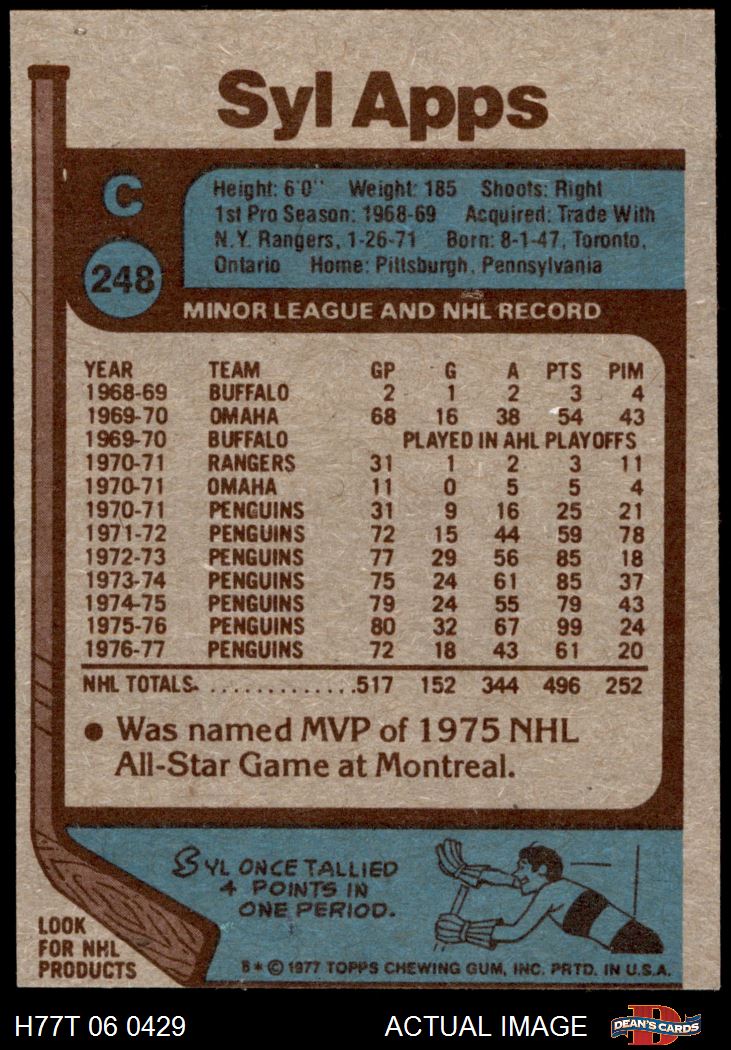 Syl Apps
C
248
Height: 6'0" Weight: 185 Shoots: Right
1st Pro Season: 1968-69 Acquired: Trade With
N.Y. Rangers, 1-26-71 Born: 8-1-47, Toronto,
Ontario Home: Pittsburgh, Pennsylvania
MINOR LEAGUE AND NHL RECORD
YEAR TEAM GP G A PTS PIM
1968-69 BUFFALO 2 1 2 3 4
1969-70 OMAHA 68 16 38 54 43
1969-70 BUFFALO PLAYED IN AHL PLAYOFFS
1970-71 RANGERS 31 1 2 3 11
1970-71 OMAHA 11 0 5 5 4
1970-71 PENGUINS 31 9 16 25 21
1971-72 PENGUINS 72 15 44 59 78
1972-73 PENGUINS 77 29 56 85 18
1973-74 PENGUINS 75 24 61 85 37
1974-75 PENGUINS 79 24 55 79 43
1975-76 PENGUINS 80 32 67 99 24
1976-77 PENGUINS 72 18 43 61 20
NHL TOTALS. . . . . . . . . . . . . .517 152 344 496 252
● Was named MVP of 1975 NHL
All-Star Game at Montreal.
SYL ONCE TALLIED
4 POINTS IN
ONE PERIOD.
LOOK
FOR NHL
PRODUCTS
B * © 1977 TOPPS CHEWING GUM, INC. PRTD. IN U.S.A.
H77T 06 0429 ACTUAL IMAGE
D
DEAN'S CARDS